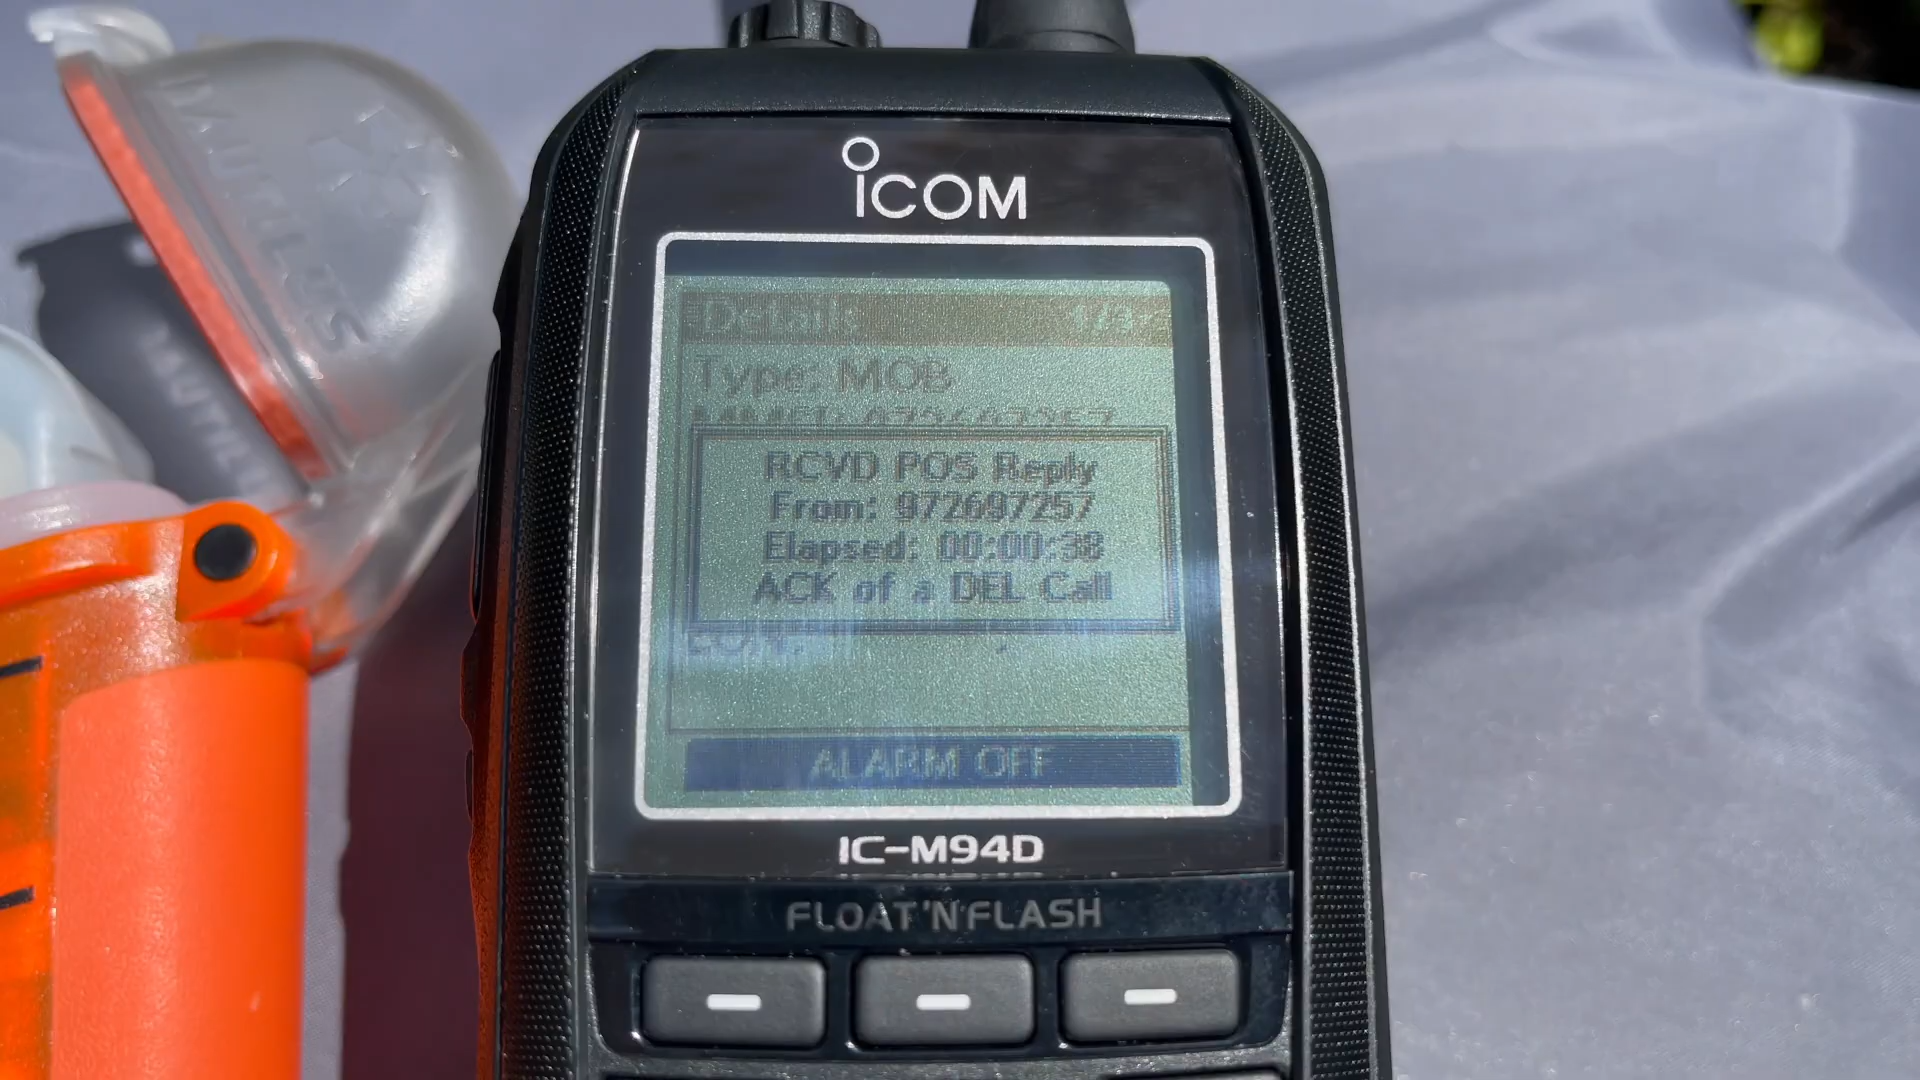 ICOM
Details
Type: MOB
RCVD POS Reply
From: 972697257
Elapsed: 00:00:38
ACK of a DEL Call
ALARM OFF
IC-M94D
FLOAT'N FLASH